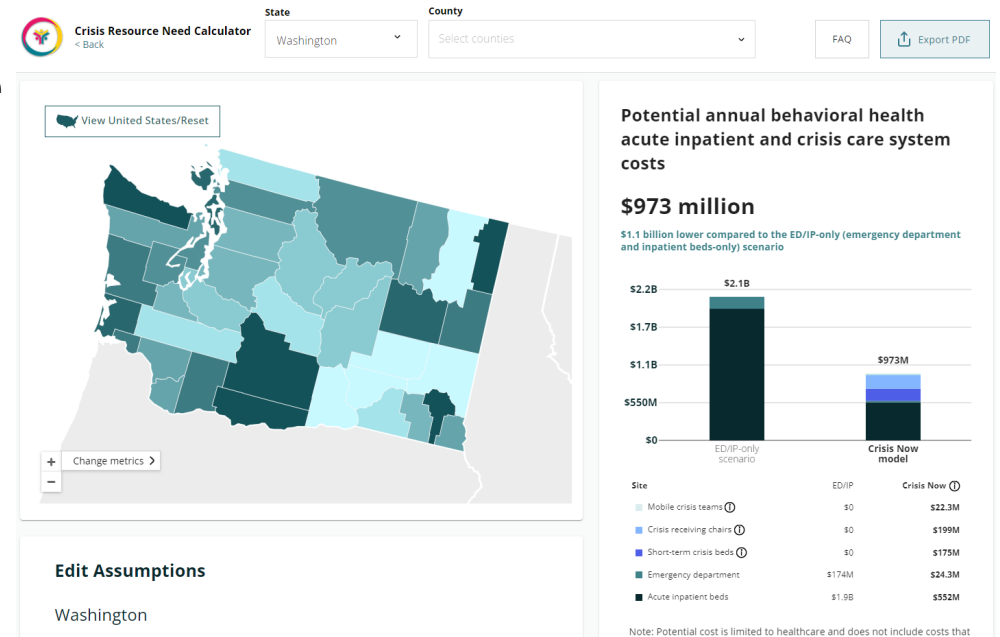 Crisis Resource Need Calculator
< Back
State
Washington
County
Select counties
FAQ
Export PDF
View United States/Reset
+
Change metrics
−
Edit Assumptions
Washington
Potential annual behavioral health
acute inpatient and crisis care system
costs
$973 million
$1.1 billion lower compared to the ED/IP-only (emergency department
and inpatient beds-only) scenario
$2.1B
$2.2B
$1.7B
$973M
$1.1B
$550M
$0
ED/IP-only
scenario
Crisis Now
model
Site ED/IP Crisis Now
Mobile crisis teams $0 $22.3M
Crisis receiving chairs $0 $199M
Short-term crisis beds $0 $175M
Emergency department $174M $24.3M
Acute inpatient beds $1.9B $552M
Note: Potential cost is limited to healthcare and does not include costs that